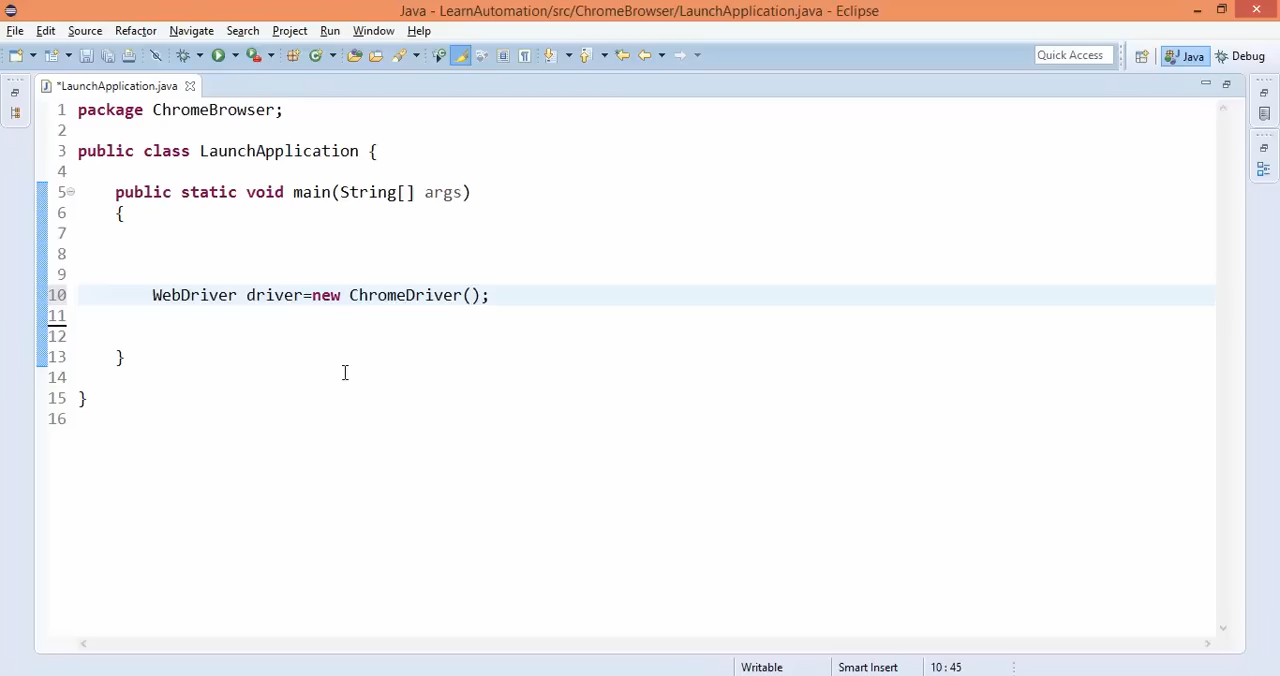 Java - LearnAutomation/src/ChromeBrowser/LaunchApplication.java - Eclipse
File Edit Source Refactor Navigate Search Project Run Window Help
Quick Access Java Debug
*LaunchApplication.java
1 package ChromeBrowser;
2
3 public class LaunchApplication {
4
5 public static void main(String[] args)
6 {
7
8
9
10 WebDriver driver=new ChromeDriver();
11
12
13 }
14
15 }
16
Writable Smart Insert 10 : 45